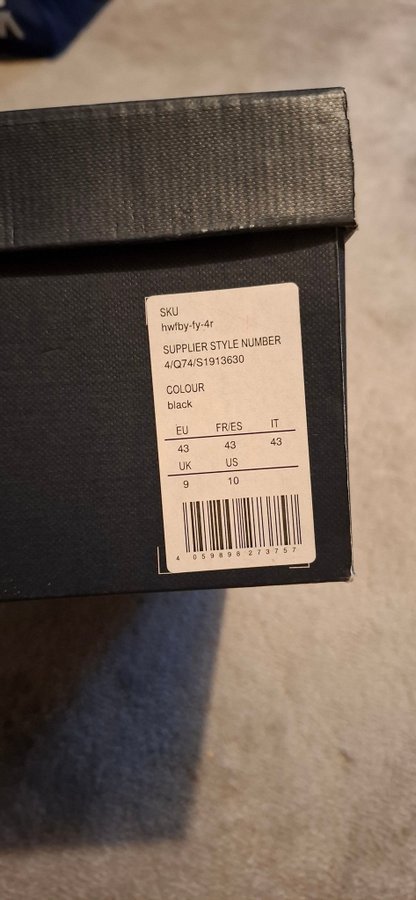 SKU
hwfby-fy-4r
SUPPLIER STYLE NUMBER
4/Q74/S1913630
COLOUR
black
EU FR/ES IT
43 43 43
UK US
9 10
4 059898 273757